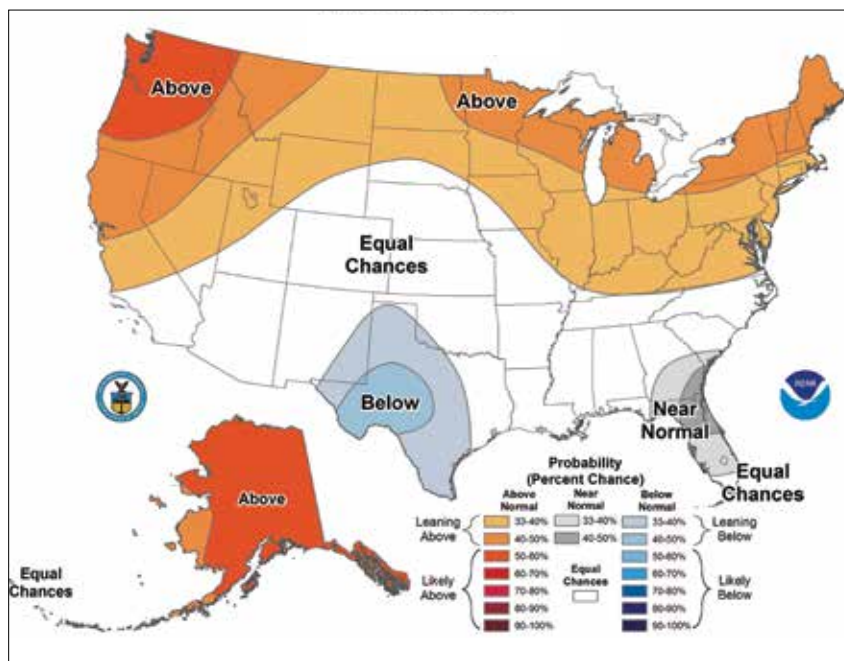 Above
Above
Equal
Chances
Below
Near
Normal
Equal
Chances
Above
Equal
Chances
Probability
(Percent Chance)
Above
Normal
Near
Normal
Below
Normal
Leaning
Above
33-40%
33-40%
33-40%
Leaning
Below
40-50%
40-50%
40-50%
Likely
Above
50-60%
50-60%
Likely
Below
60-70%
Equal
Chances
60-70%
70-80%
70-80%
80-90%
80-90%
90-100%
90-100%